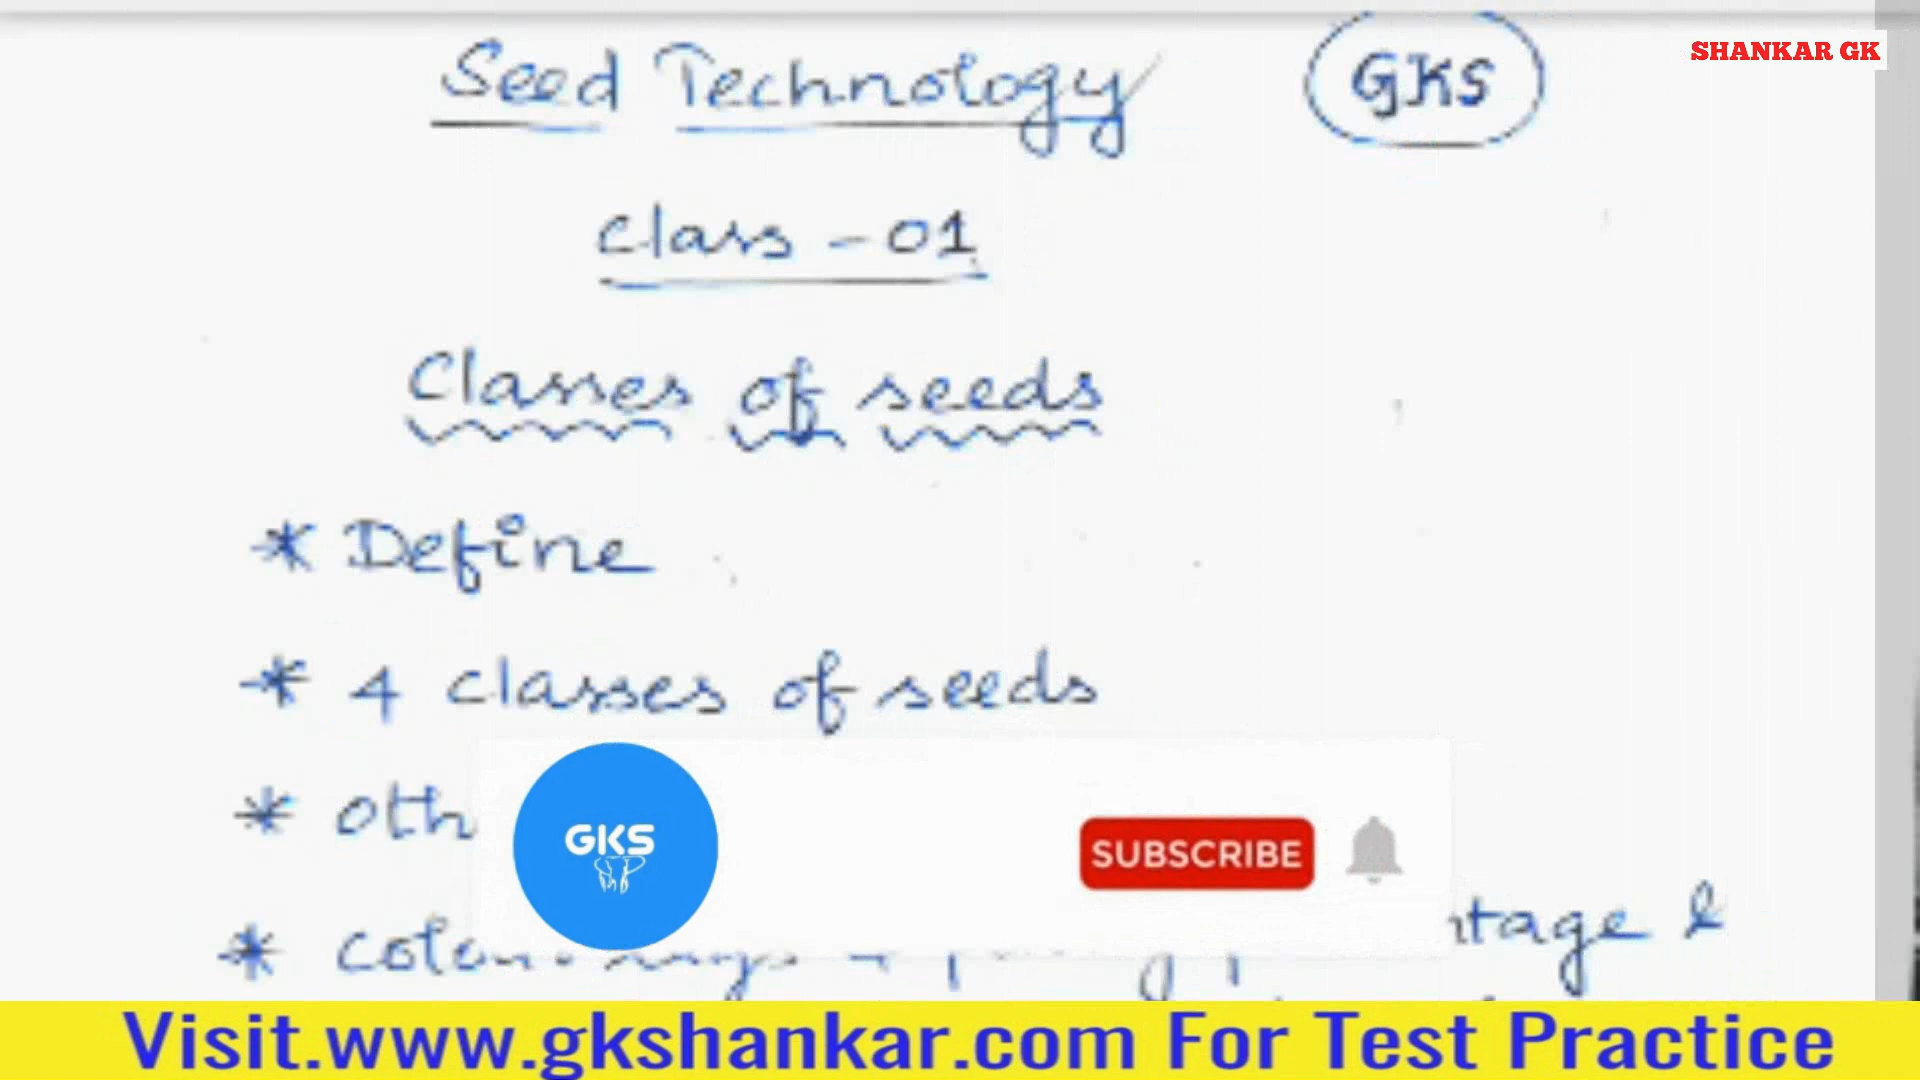 SHANKAR GK
Seed Technology
GKS
Class - 01
Classes of seeds
* Define
* 4 classes of seeds
* oth
GKS
SUBSCRIBE
* tage &
Visit.www.gkshankar.com For Test Practice